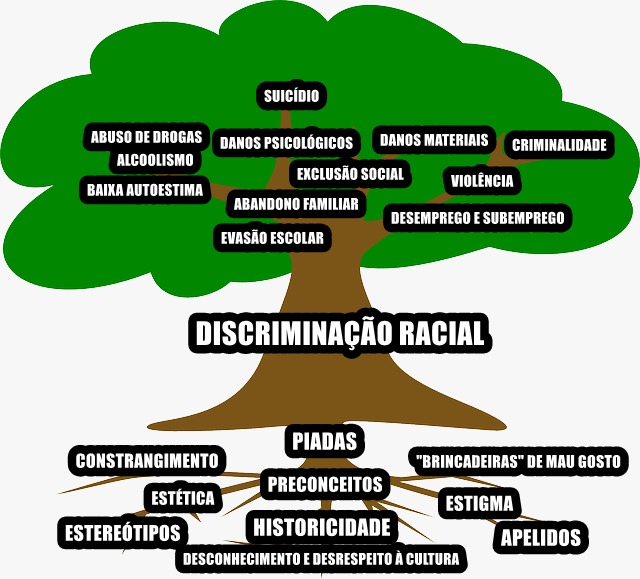 SUICÍDIO
ABUSO DE DROGAS
ALCOOLISMO
DANOS PSICOLÓGICOS
DANOS MATERIAIS
CRIMINALIDADE
EXCLUSÃO SOCIAL
VIOLÊNCIA
BAIXA AUTOESTIMA
ABANDONO FAMILIAR
DESEMPREGO E SUBEMPREGO
EVASÃO ESCOLAR
DISCRIMINAÇÃO RACIAL
PIADAS
CONSTRANGIMENTO
"BRINCADEIRAS" DE MAU GOSTO
PRECONCEITOS
ESTÉTICA
ESTIGMA
HISTORICIDADE
ESTEREÓTIPOS
APELIDOS
DESCONHECIMENTO E DESRESPEITO À CULTURA